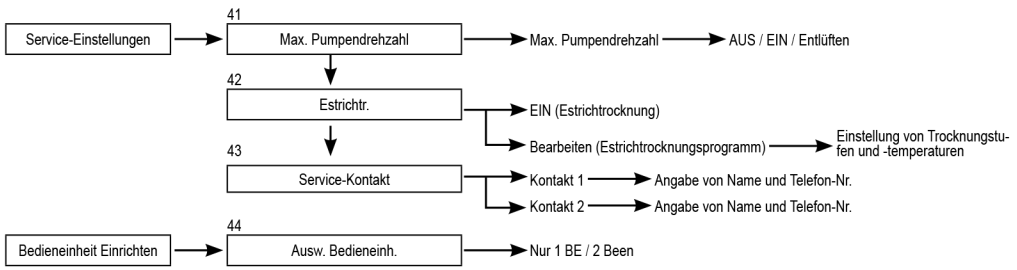 41
Service-Einstellungen
Max. Pumpendrehzahl
Max. Pumpendrehzahl
AUS / EIN / Entlüften
42
Estrichtr.
EIN (Estrichtrocknung)
Bearbeiten (Estrichtrocknungsprogramm)
Einstellung von Trocknungstu-
fen und -temperaturen
43
Service-Kontakt
Kontakt 1
Angabe von Name und Telefon-Nr.
Kontakt 2
Angabe von Name und Telefon-Nr.
44
Bedieneinheit Einrichten
Ausw. Bedieneinh.
Nur 1 BE / 2 Been